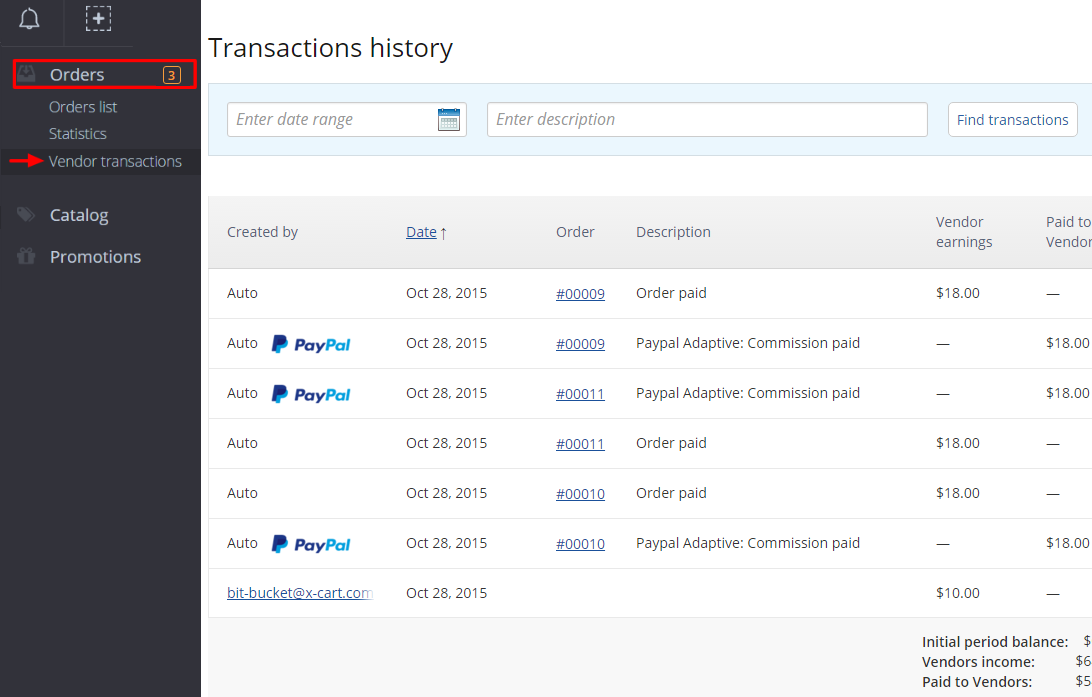 Orders 3
Orders list
Statistics
Vendor transactions
Catalog
Promotions
Transactions history
Enter date range Enter description Find transactions
Created by Date ↑ Order Description Vendor earnings Paid to Vendor
Auto Oct 28, 2015 #00009 Order paid $18.00 —
Auto PayPal Oct 28, 2015 #00009 Paypal Adaptive: Commission paid — $18.00
Auto PayPal Oct 28, 2015 #00011 Paypal Adaptive: Commission paid — $18.00
Auto Oct 28, 2015 #00011 Order paid $18.00 —
Auto Oct 28, 2015 #00010 Order paid $18.00 —
Auto PayPal Oct 28, 2015 #00010 Paypal Adaptive: Commission paid — $18.00
bit-bucket@x-cart.com Oct 28, 2015 $10.00 —
Initial period balance: $
Vendors income: $6
Paid to Vendors: $5